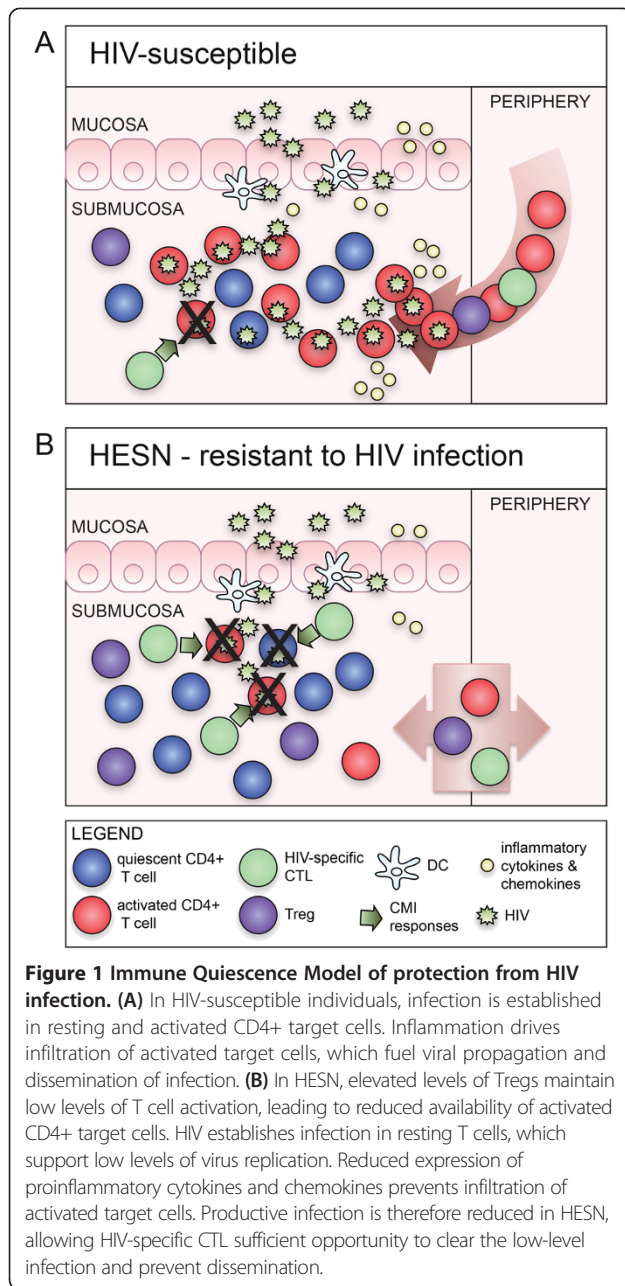 A
HIV-susceptible
MUCOSA
PERIPHERY
SUBMUCOSA
B
HESN - resistant to HIV infection
MUCOSA
PERIPHERY
SUBMUCOSA
LEGEND
quiescent CD4+
T cell
HIV-specific
CTL
DC
inflammatory
cytokines &
chemokines
activated CD4+
T cell
Treg
CMI
responses
HIV
Figure 1 Immune Quiescence Model of protection from HIV
infection. (A) In HIV-susceptible individuals, infection is established
in resting and activated CD4+ target cells. Inflammation drives
infiltration of activated target cells, which fuel viral propagation and
dissemination of infection. (B) In HESN, elevated levels of Tregs maintain
low levels of T cell activation, leading to reduced availability of activated
CD4+ target cells. HIV establishes infection in resting T cells, which
support low levels of virus replication. Reduced expression of
proinflammatory cytokines and chemokines prevents infiltration of
activated target cells. Productive infection is therefore reduced in HESN,
allowing HIV-specific CTL sufficient opportunity to clear the low-level
infection and prevent dissemination.